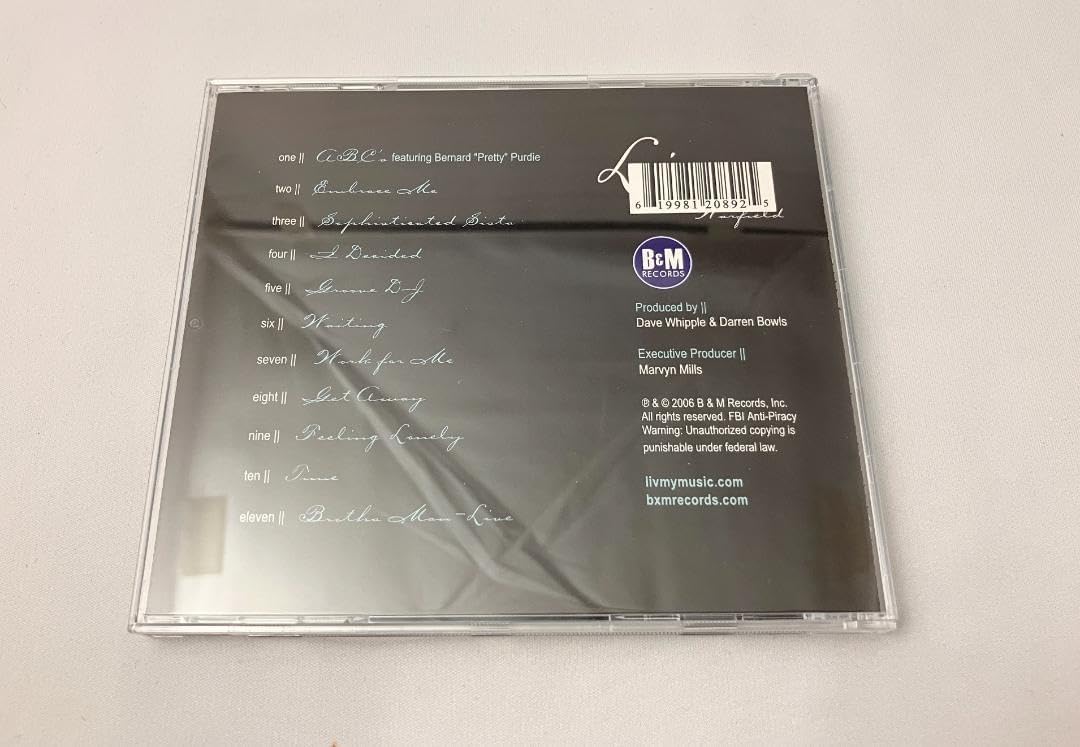 one || ABC's featuring Bernard "Pretty" Purdie
two || Embrace Me
three || Sophisticated Sista
four || I Decided
five || Groove D-J
six || Waiting
seven || Work for Me
eight || Get Away
nine || Feeling Lonely
ten || Time
eleven || Brotha Man-Live
6 19981 20892 5
Warfield
B&M
RECORDS
Produced by ||
Dave Whipple & Darren Bowls
Executive Producer ||
Marvyn Mills
℗ & © 2006 B & M Records, Inc.
All rights reserved. FBI Anti-Piracy
Warning: Unauthorized copying is
punishable under federal law.
livmymusic.com
bxmrecords.com